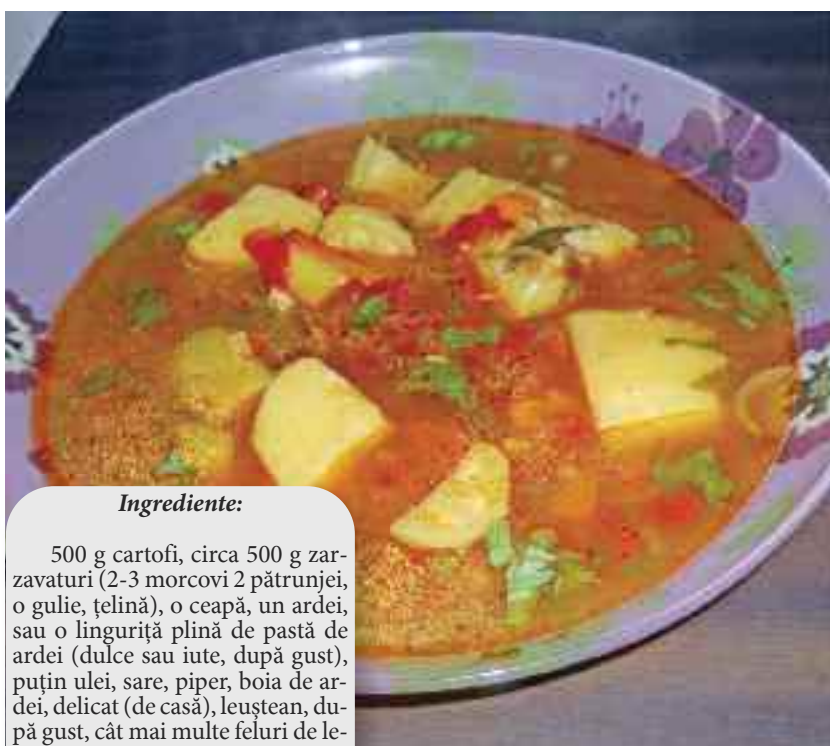 Ingrediente:
500 g cartofi, circa 500 g zar-
zavaturi (2-3 morcovi 2 pătrunjei,
o gulie, țelină), o ceapă, un ardei,
sau o linguriță plină de pastă de
ardei (dulce sau iute, după gust),
puțin ulei, sare, piper, boia de ar-
dei, delicat (de casă), leuștean, du-
pă gust, cât mai multe feluri de le-